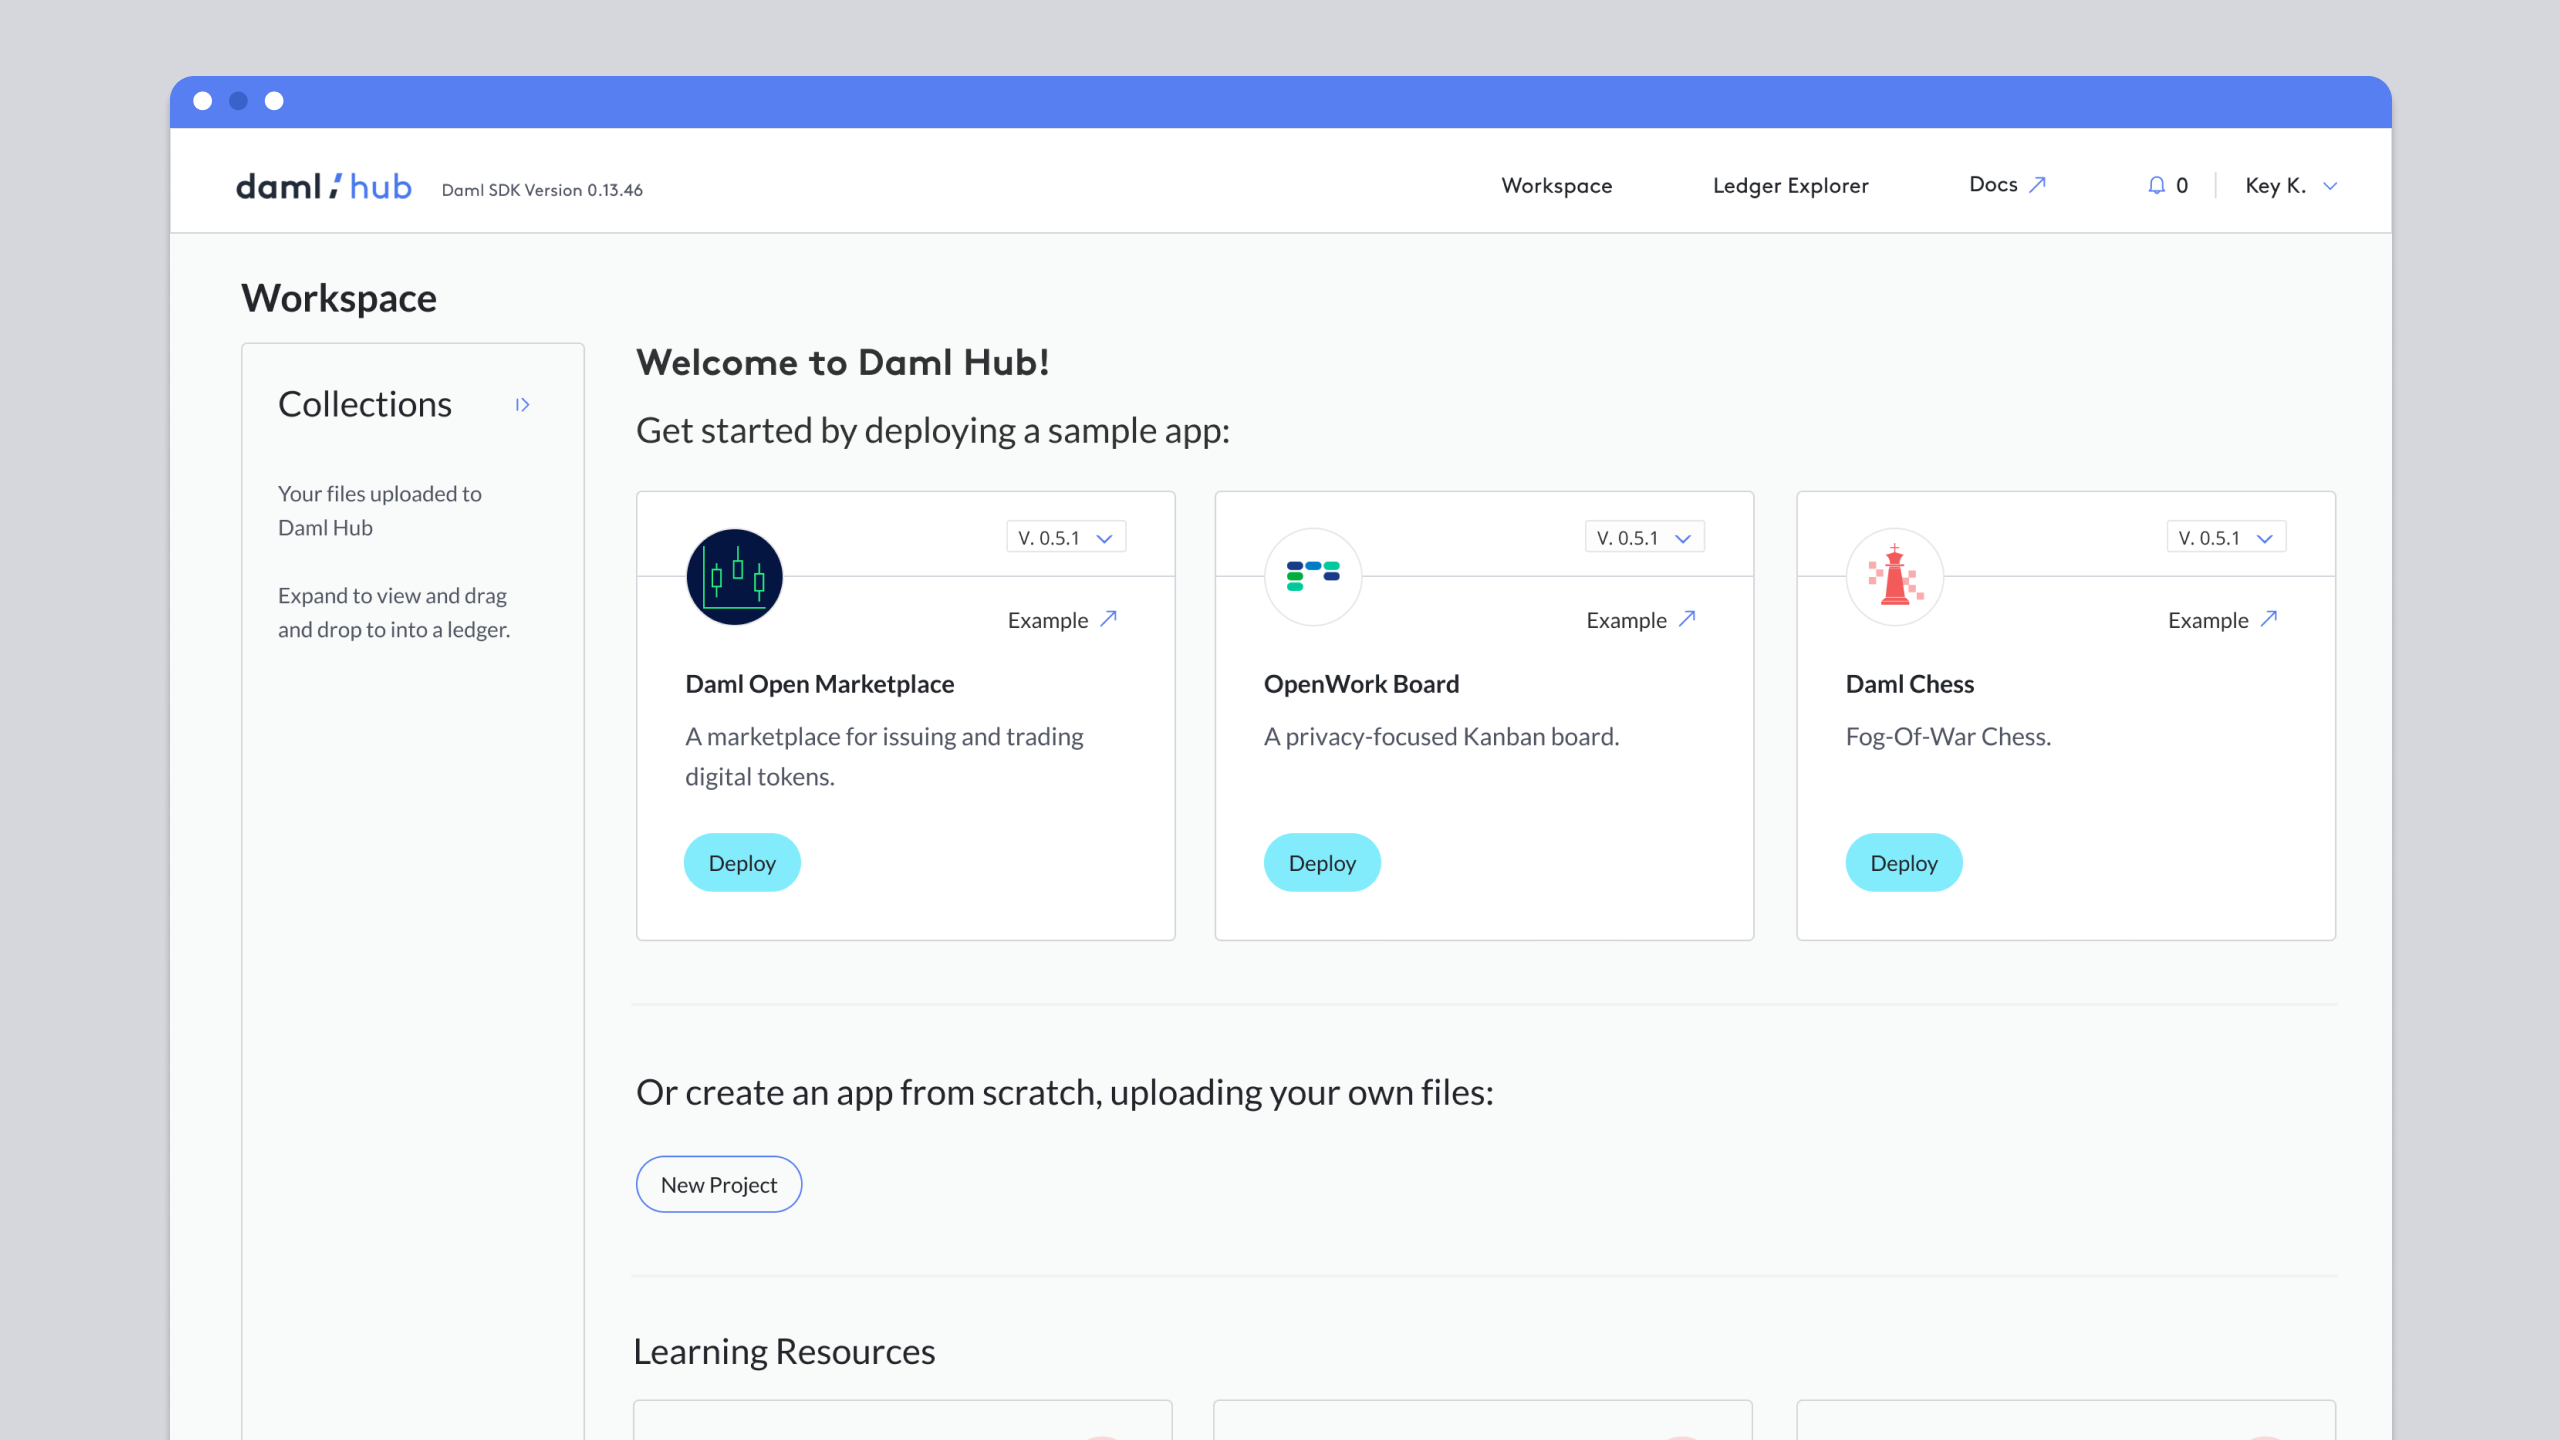 daml hub
Daml SDK Version 0.13.46
Workspace
Ledger Explorer
Docs
0
Key K.
Workspace
Collections
Your files uploaded to
Daml Hub
Expand to view and drag
and drop to into a ledger.
Welcome to Daml Hub!
Get started by deploying a sample app:
V. 0.5.1
Example
Daml Open Marketplace
A marketplace for issuing and trading
digital tokens.
Deploy
V. 0.5.1
Example
OpenWork Board
A privacy-focused Kanban board.
Deploy
V. 0.5.1
Example
Daml Chess
Fog-Of-War Chess.
Deploy
Or create an app from scratch, uploading your own files:
New Project
Learning Resources